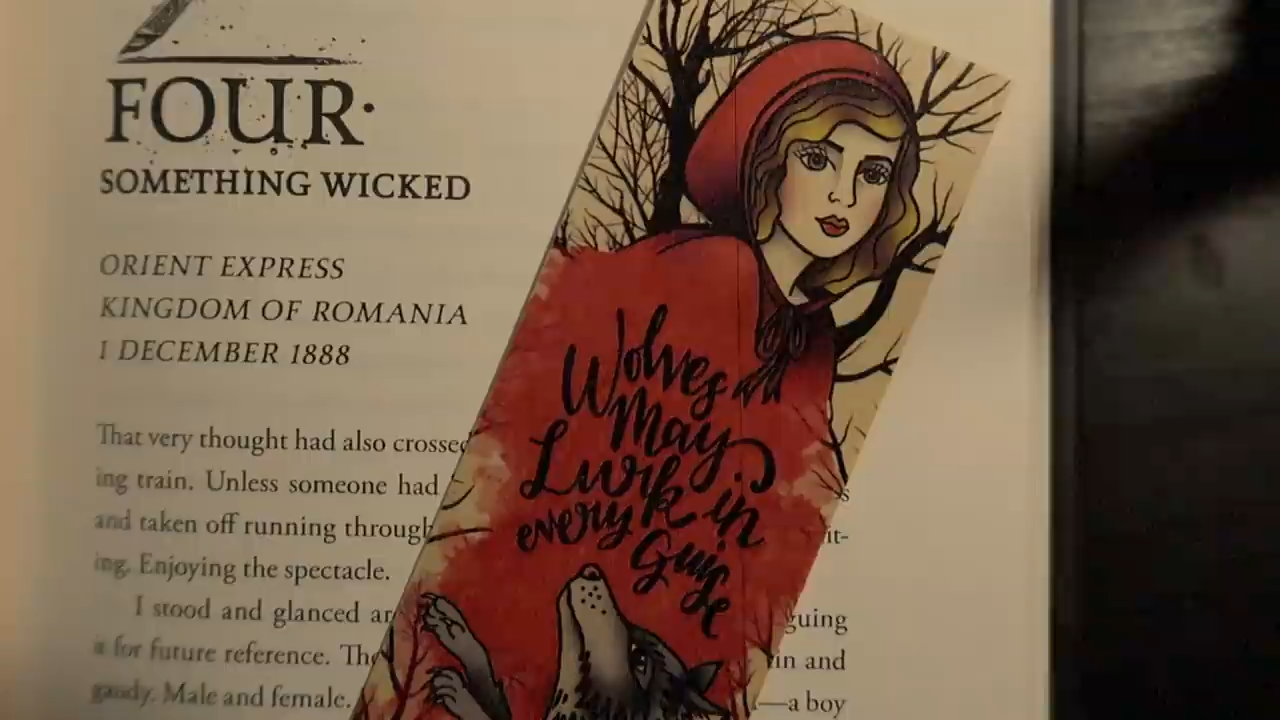 FOUR
SOMETHING WICKED
ORIENT EXPRESS
KINGDOM OF ROMANIA
1 DECEMBER 1888
That very thought had also crossed
ing train. Unless someone had
and taken off running through
it-
ing. Enjoying the spectacle.
I stood and glanced
guing
it for future reference. The
in and
gaudy. Male and female.
—a boy
Wolves
May
Lurk in
every
Guise